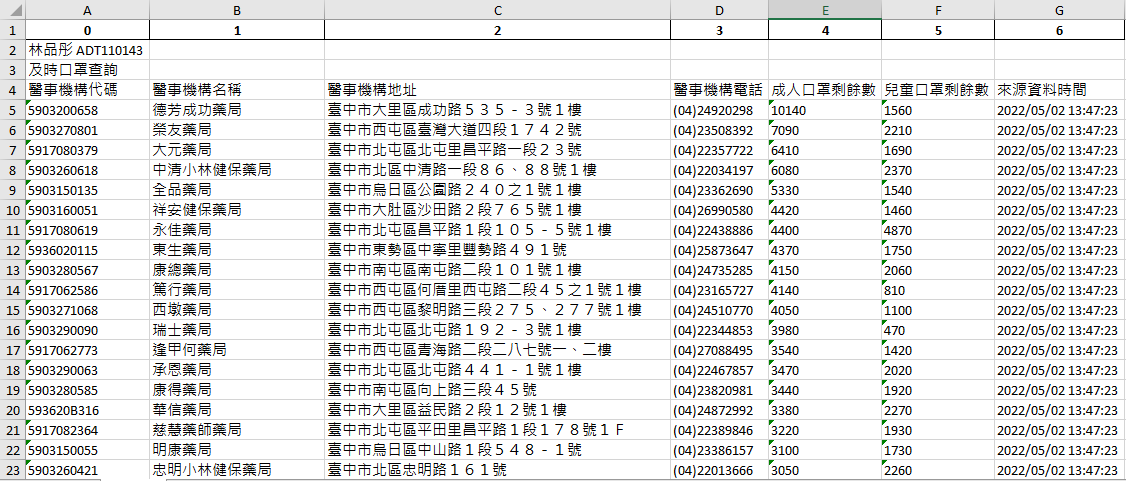 A B C D E F G
1 0 1 2 3 4 5 6
2 林品彤 ADT110143
3 及時口罩查詢
4 醫事機構代碼 醫事機構名稱 醫事機構地址 醫事機構電話 成人口罩剩餘數 兒童口罩剩餘數 來源資料時間
5 5903200658 德芳成功藥局 臺中市大里區成功路５３５－３號１樓 (04)24920298 10140 1560 2022/05/02 13:47:23
6 5903270801 榮友藥局 臺中市西屯區臺灣大道四段１７４２號 (04)23508392 7090 2210 2022/05/02 13:47:23
7 5917080379 大元藥局 臺中市北屯區北屯里昌平路一段２３號 (04)22357722 6410 1690 2022/05/02 13:47:23
8 5903260618 中清小林健保藥局 臺中市北區中清路一段８６、８８號１樓 (04)22034197 6080 2370 2022/05/02 13:47:23
9 5903150135 全品藥局 臺中市烏日區公園路２４０之１號１樓 (04)23362690 5330 1540 2022/05/02 13:47:23
10 5903160051 祥安健保藥局 臺中市大肚區沙田路２段７６５號１樓 (04)26990580 4420 1460 2022/05/02 13:47:23
11 5917080619 永佳藥局 臺中市北屯區昌平路１段１０５－５號１樓 (04)22438886 4400 4870 2022/05/02 13:47:23
12 5936020115 東生藥局 臺中市東勢區中寧里豐勢路４９１號 (04)25873647 4370 1750 2022/05/02 13:47:23
13 5903280567 康總藥局 臺中市南屯區南屯路二段１０１號１樓 (04)24735285 4150 2060 2022/05/02 13:47:23
14 5917062586 篤行藥局 臺中市西屯區何厝里西屯路二段４５之１號１樓 (04)23165727 4140 810 2022/05/02 13:47:23
15 5903271068 西墩藥局 臺中市西屯區黎明路三段２７５、２７７號１樓 (04)24510770 4050 1100 2022/05/02 13:47:23
16 5903290090 瑞士藥局 臺中市北屯區北屯路１９２－３號１樓 (04)22344853 3980 470 2022/05/02 13:47:23
17 5917062773 逢甲何藥局 臺中市西屯區青海路二段二八七號一、二樓 (04)27088495 3540 1420 2022/05/02 13:47:23
18 5903290063 承恩藥局 臺中市北屯區北屯路４４１－１號１樓 (04)22467857 3470 2020 2022/05/02 13:47:23
19 5903280585 康得藥局 臺中市南屯區向上路三段４５號 (04)23820981 3440 1920 2022/05/02 13:47:23
20 593620B316 華信藥局 臺中市大里區益民路２段１２號１樓 (04)24872992 3380 2270 2022/05/02 13:47:23
21 5917082364 慈慧藥師藥局 臺中市北屯區平田里昌平路１段１７８號１Ｆ (04)22389846 3220 1930 2022/05/02 13:47:23
22 5903150055 明康藥局 臺中市烏日區中山路１段５４８－１號 (04)23386157 3100 1730 2022/05/02 13:47:23
23 5903260421 忠明小林健保藥局 臺中市北區忠明路１６１號 (04)22013666 3050 2260 2022/05/02 13:47:23